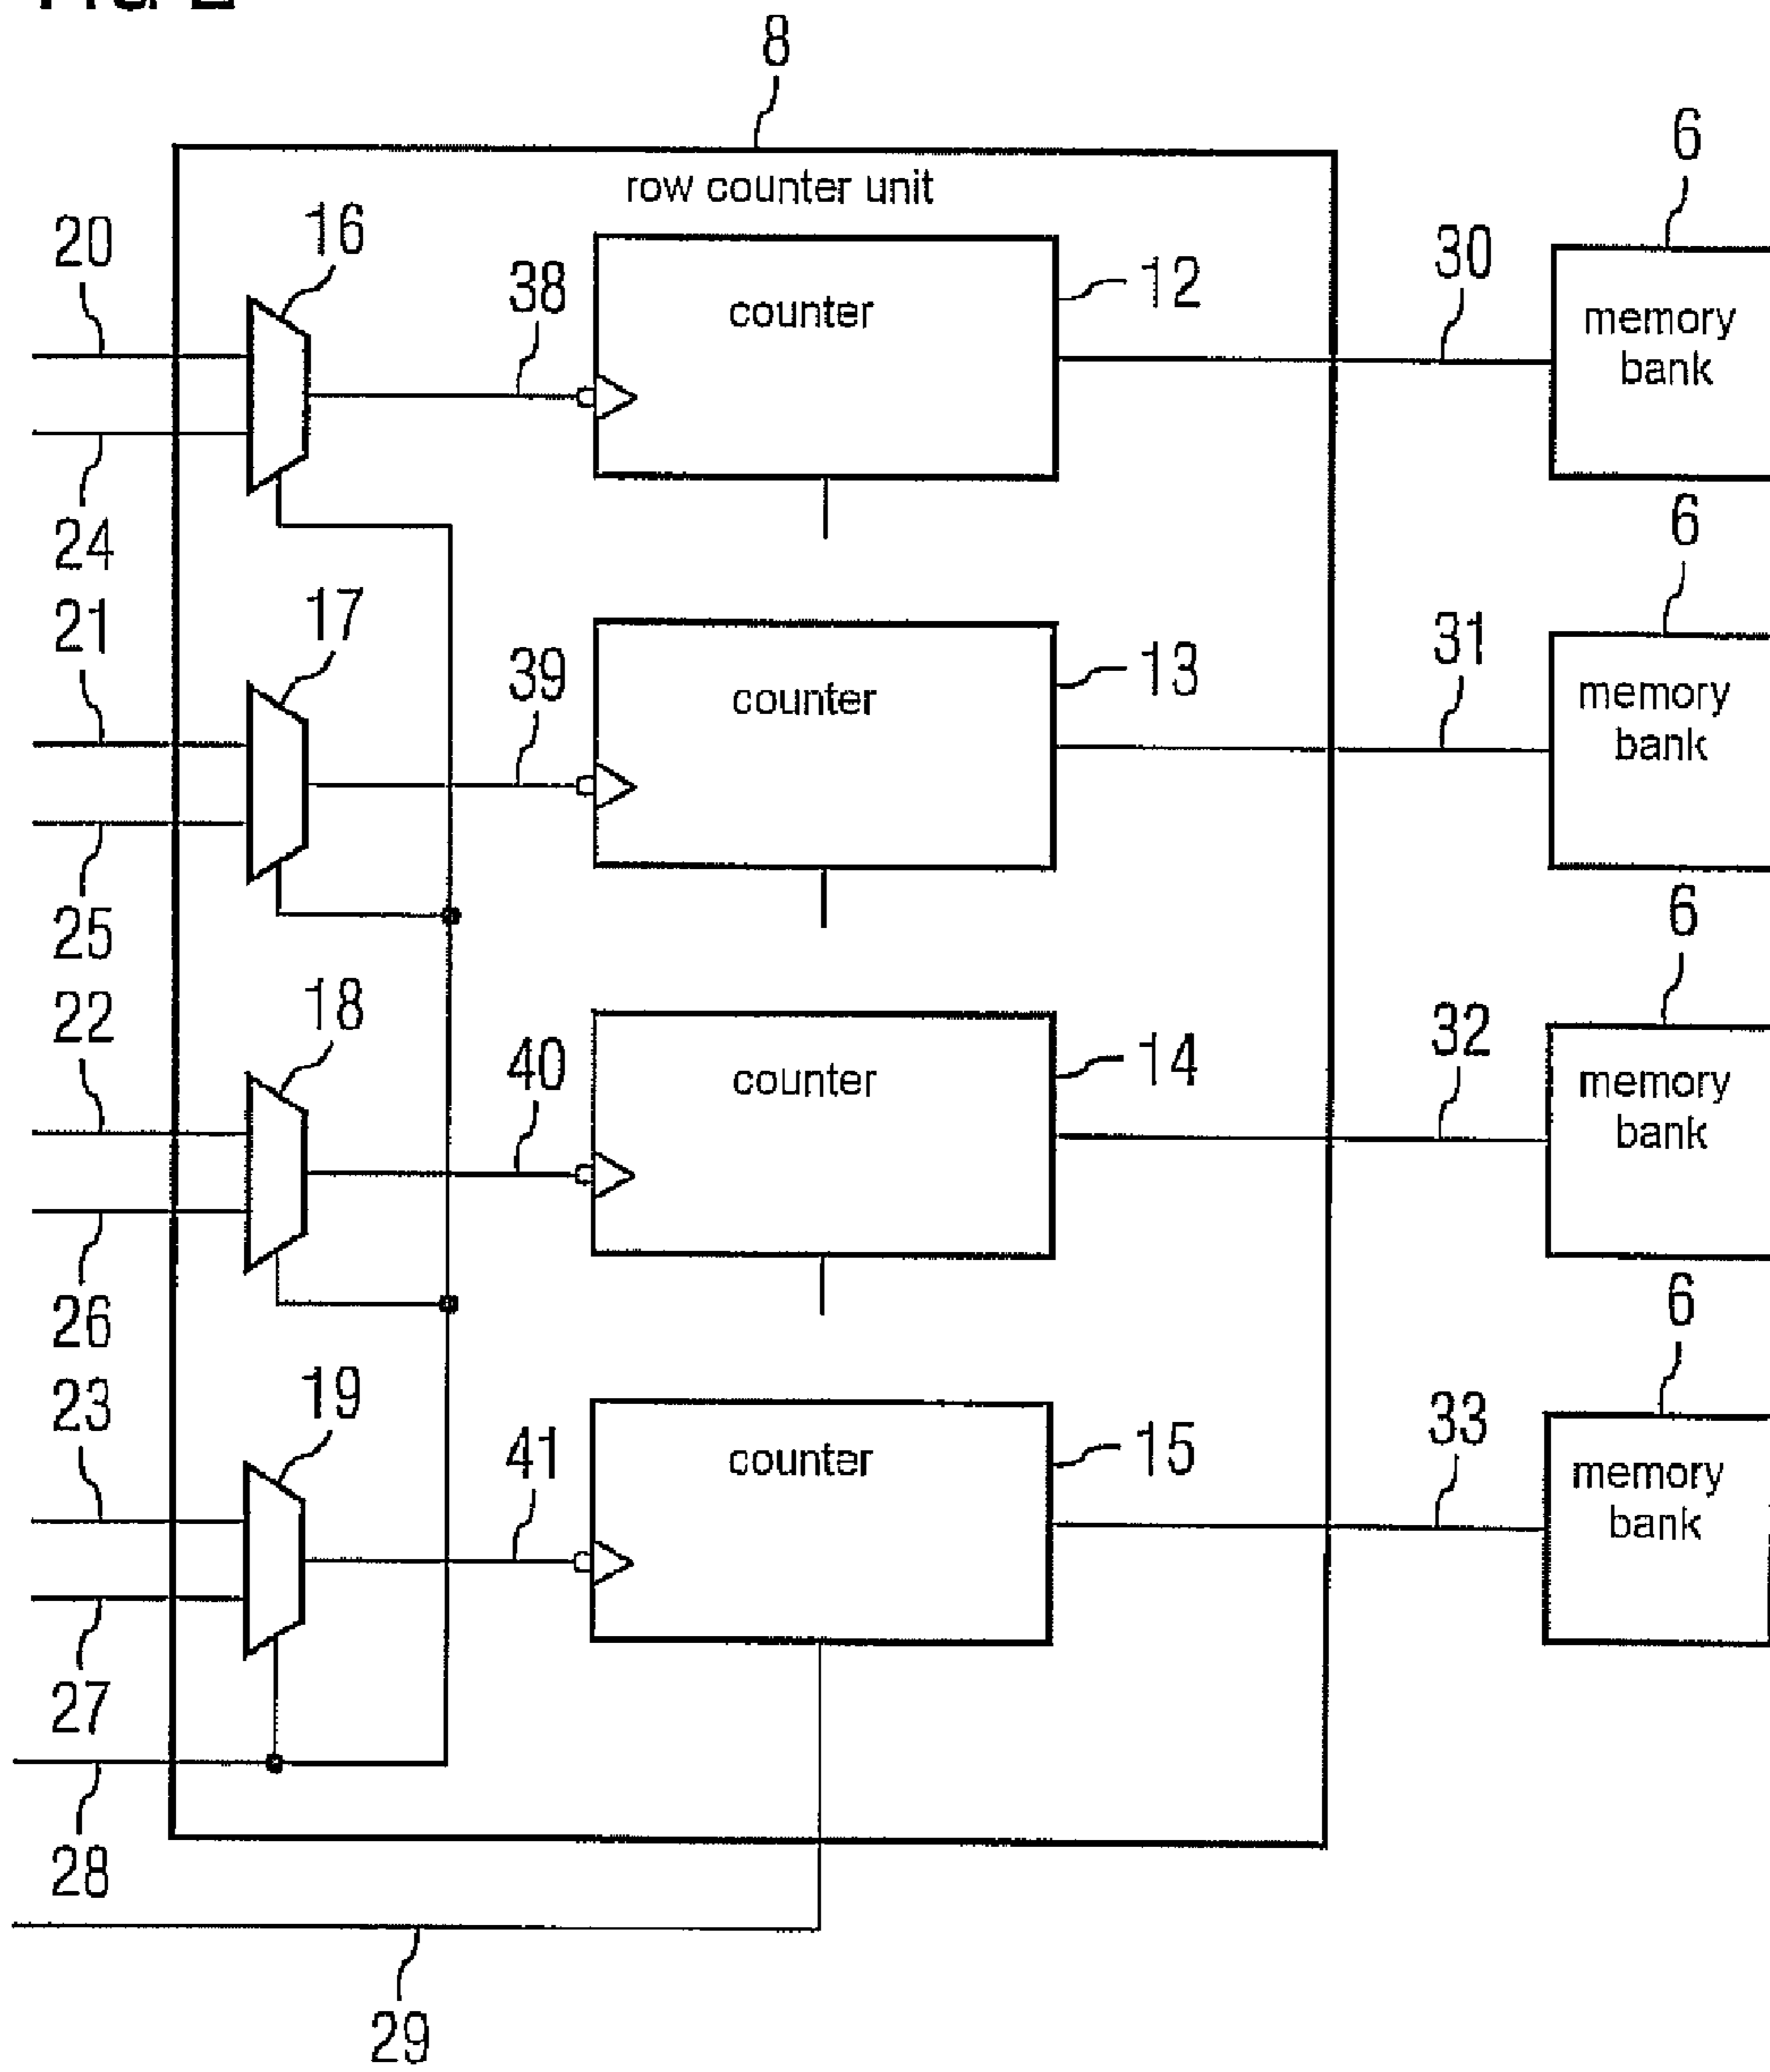 8
row counter unit
6
20
16
38
counter
12
30
memory
bank
24
6
21
17
39
counter
13
31
memory
bank
25
6
22
18
40
counter
14
32
memory
bank
26
6
23
19
41
counter
15
33
memory
bank
27
28
29